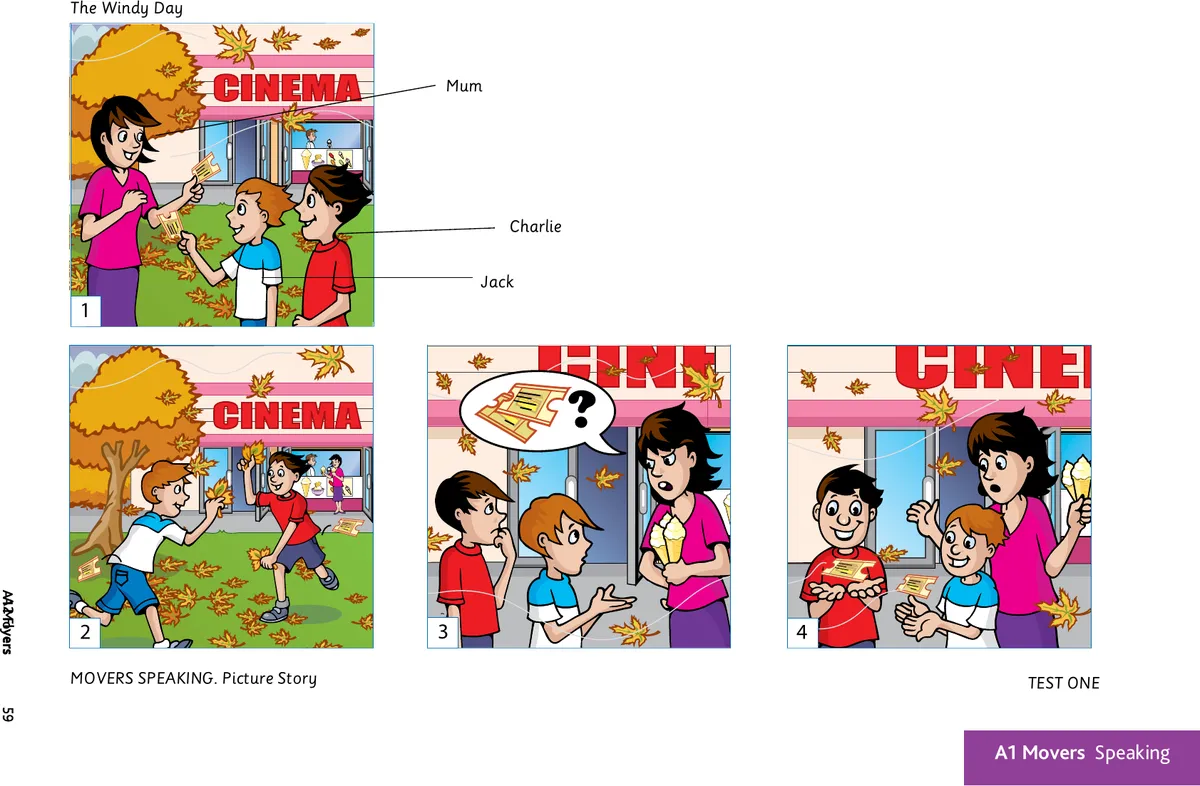 The Windy Day
CINEMA
Mum
Charlie
Jack
1
CINEMA
2
CINE
?
3
CINE
4
MOVERS SPEAKING. Picture Story
TEST ONE
59
A1 Movers Speaking